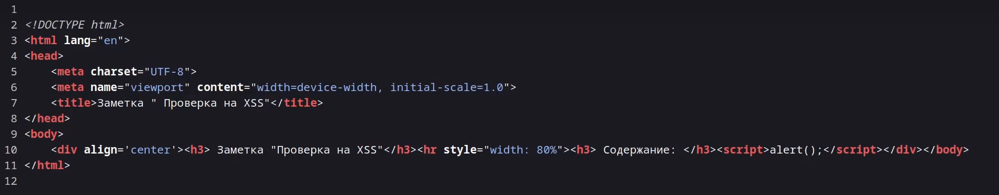 1
2 <!DOCTYPE html>
3 <html lang="en">
4 <head>
5     <meta charset="UTF-8">
6     <meta name="viewport" content="width=device-width, initial-scale=1.0">
7     <title>Заметка " Проверка на XSS"</title>
8 </head>
9 <body>
10     <div align='center'><h3> Заметка "Проверка на XSS"</h3><hr style="width: 80%"><h3> Содержание: </h3><script>alert();</script></div></body>
11 </html>
12